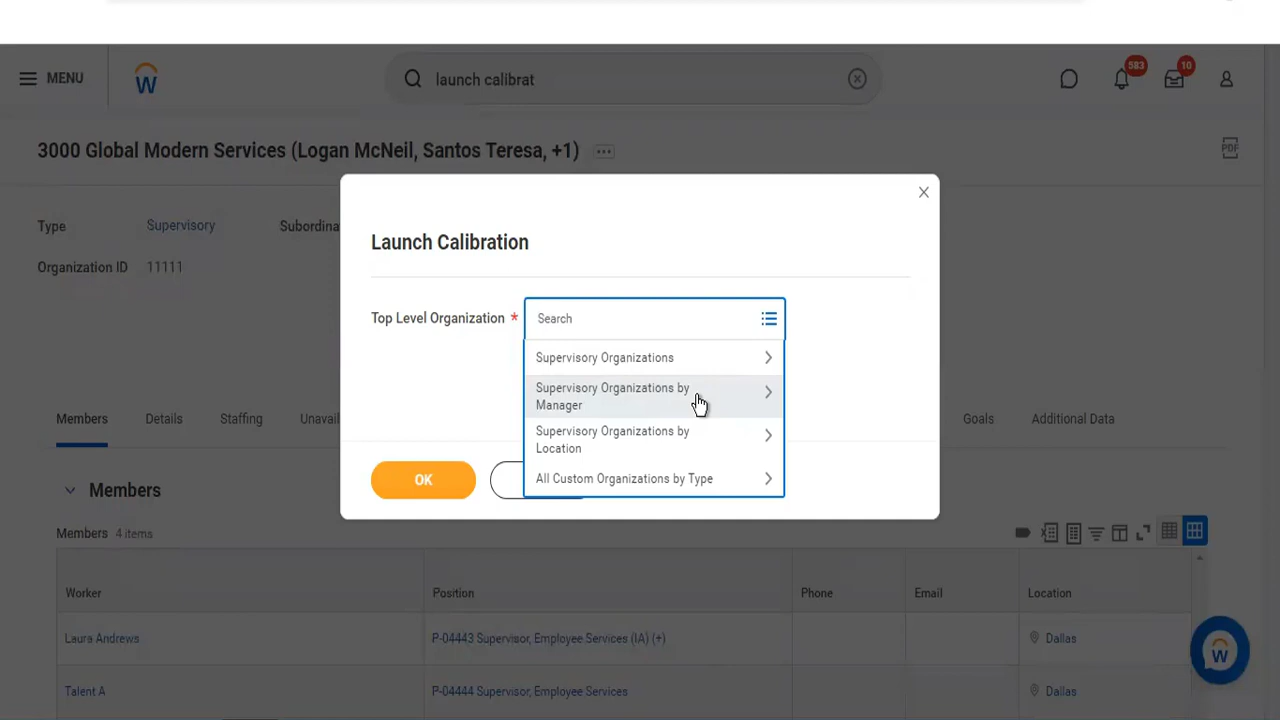 MENU
launch calibrat
583
10
3000 Global Modern Services (Logan McNeil, Santos Teresa, +1)
PDF
Type Supervisory Subordina
Organization ID 11111
Launch Calibration
Top Level Organization * Search
Supervisory Organizations
Supervisory Organizations by
Manager
Supervisory Organizations by
Location
All Custom Organizations by Type
OK
Members Details Staffing Unavail Goals Additional Data
Members
Members 4 items
Worker Position Phone Email Location
Laura Andrews P-04443 Supervisor, Employee Services (IA) (+) Dallas
Talent A P-04444 Supervisor, Employee Services Dallas